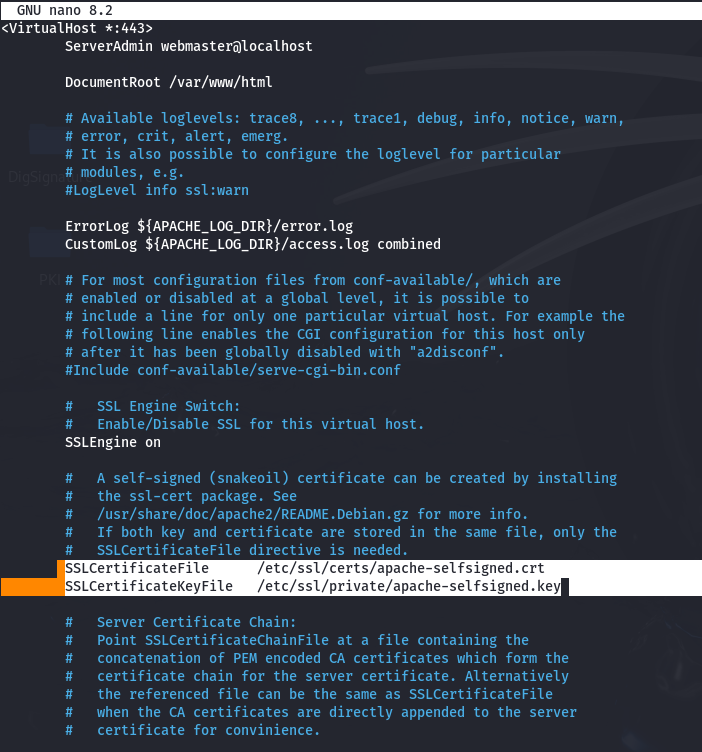 GNU nano 8.2
<VirtualHost *:443>
ServerAdmin webmaster@localhost
DocumentRoot /var/www/html
# Available loglevels: trace8, ..., trace1, debug, info, notice, warn,
# error, crit, alert, emerg.
# It is also possible to configure the loglevel for particular
# modules, e.g.
#LogLevel info ssl:warn
ErrorLog ${APACHE_LOG_DIR}/error.log
CustomLog ${APACHE_LOG_DIR}/access.log combined
# For most configuration files from conf-available/, which are
# enabled or disabled at a global level, it is possible to
# include a line for only one particular virtual host. For example the
# following line enables the CGI configuration for this host only
# after it has been globally disabled with "a2disconf".
#Include conf-available/serve-cgi-bin.conf
#   SSL Engine Switch:
#   Enable/Disable SSL for this virtual host.
SSLEngine on
#   A self-signed (snakeoil) certificate can be created by installing
#   the ssl-cert package. See
#   /usr/share/doc/apache2/README.Debian.gz for more info.
#   If both key and certificate are stored in the same file, only the
#   SSLCertificateFile directive is needed.
SSLCertificateFile      /etc/ssl/certs/apache-selfsigned.crt
SSLCertificateKeyFile   /etc/ssl/private/apache-selfsigned.key
#   Server Certificate Chain:
#   Point SSLCertificateChainFile at a file containing the
#   concatenation of PEM encoded CA certificates which form the
#   certificate chain for the server certificate. Alternatively
#   the referenced file can be the same as SSLCertificateFile
#   when the CA certificates are directly appended to the server
#   certificate for convinience.